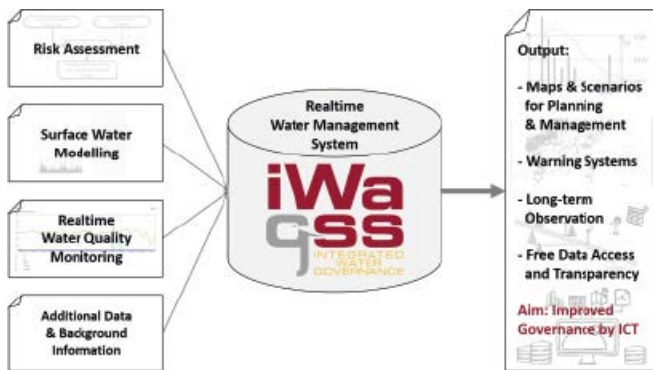 Risk Assessment
Surface Water
Modelling
Realtime
Water Quality
Monitoring
Additional Data
& Background
Information
Realtime
Water Management
System
iWa
gss
INTEGRATED
WATER
GOVERNANCE
Output:
- Maps & Scenarios
for Planning
& Management
- Warning Systems
- Long-term
Observation
- Free Data Access
and Transparency
Aim: Improved
Governance by ICT